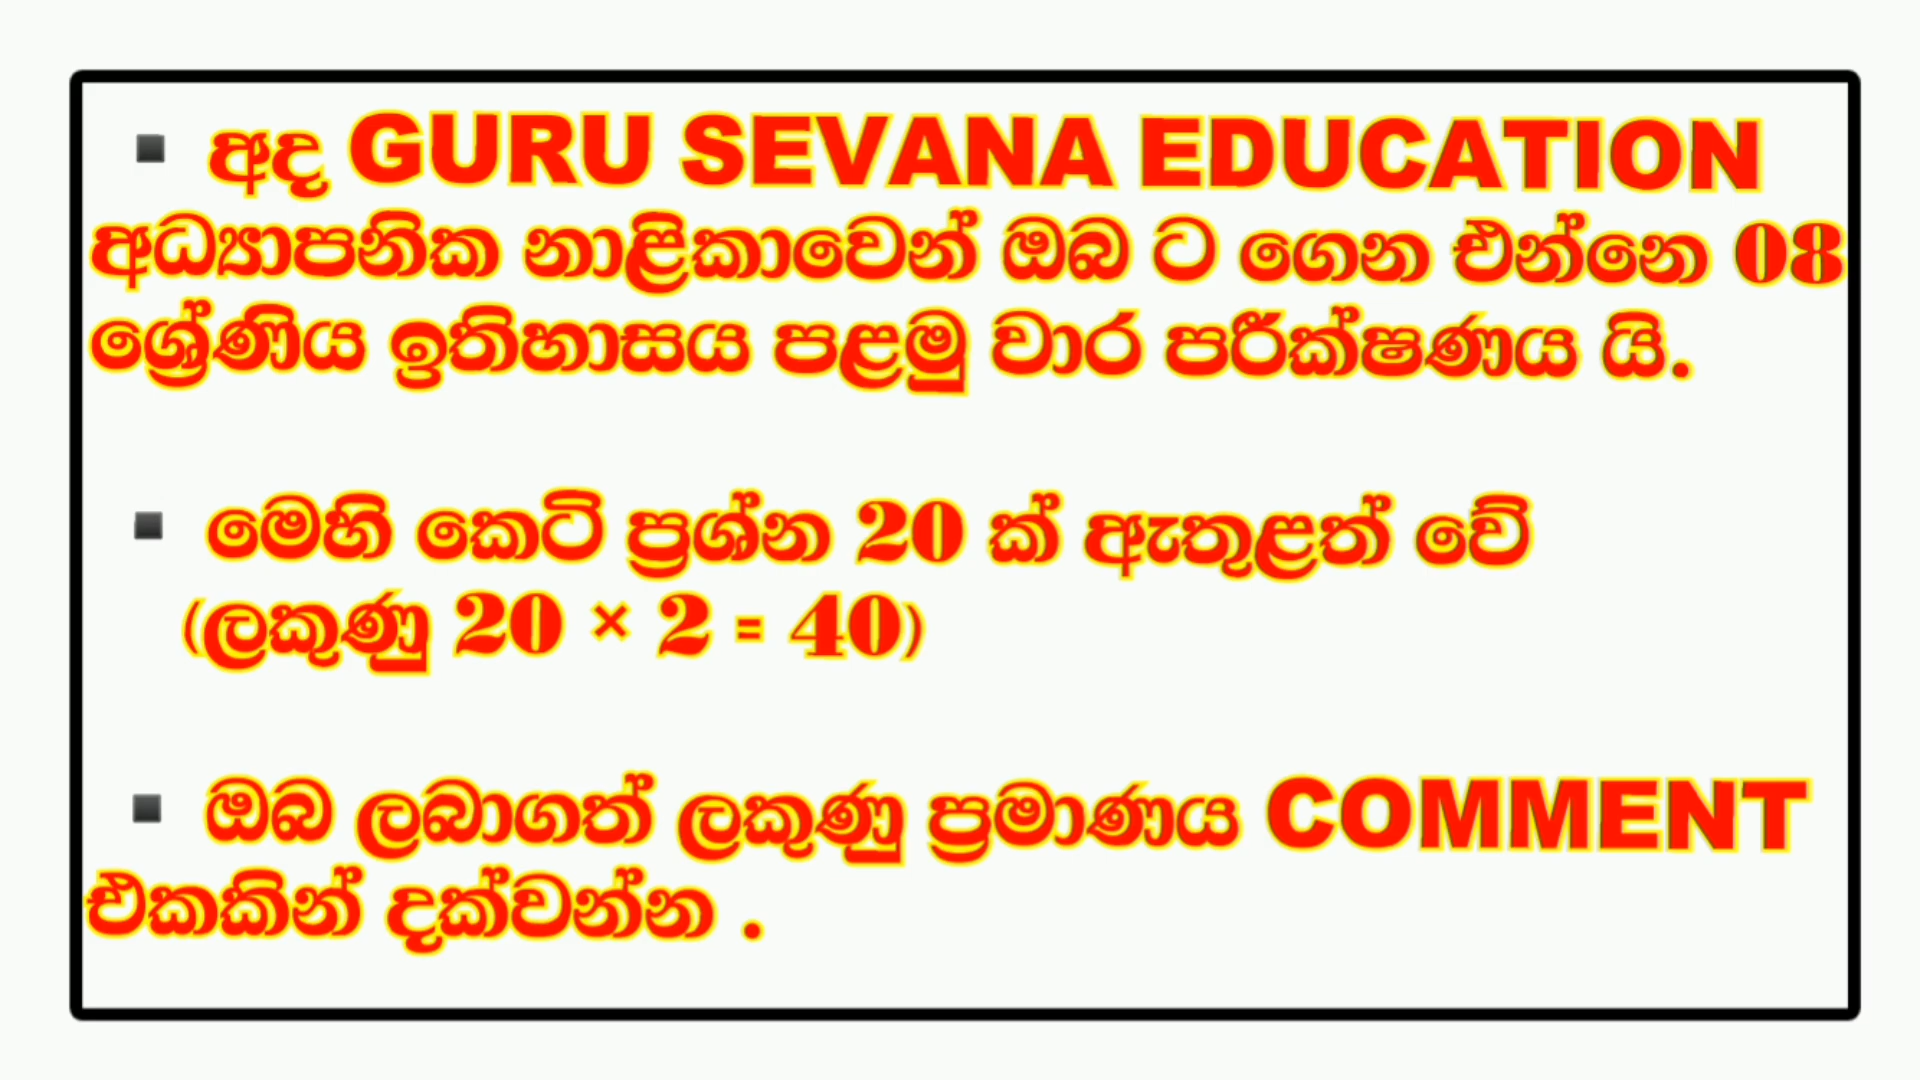 ▪ අද GURU SEVANA EDUCATION
අධ්‍යාපනික නාළිකාවෙන් ඔබ ට ගෙන එන්නෙ 08
ශ්‍රේණිය ඉතිහාසය පළමු වාර පරීක්ෂණය යි.
▪ මෙහි කෙටි ප්‍රශ්න 20 ක් ඇතුළත් වේ
(ලකුණු 20 × 2 = 40)
▪ ඔබ ලබාගත් ලකුණු ප්‍රමාණය COMMENT
එකකින් දක්වන්න .